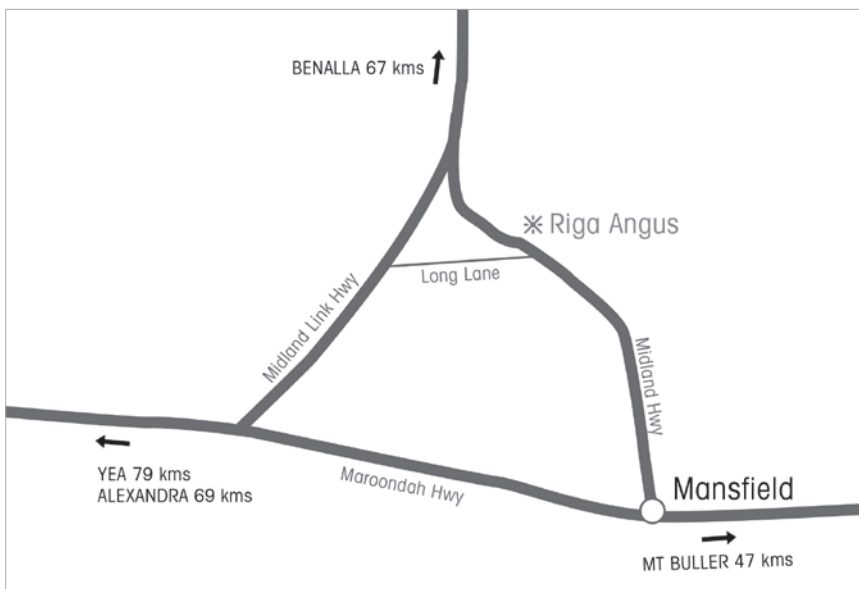 BENALLA 67 kms
Riga Angus
Long Lane
Midland Link Hwy
Midland Hwy
YEA 79 kms
ALEXANDRA 69 kms
Maroondah Hwy
Mansfield
MT BULLER 47 kms